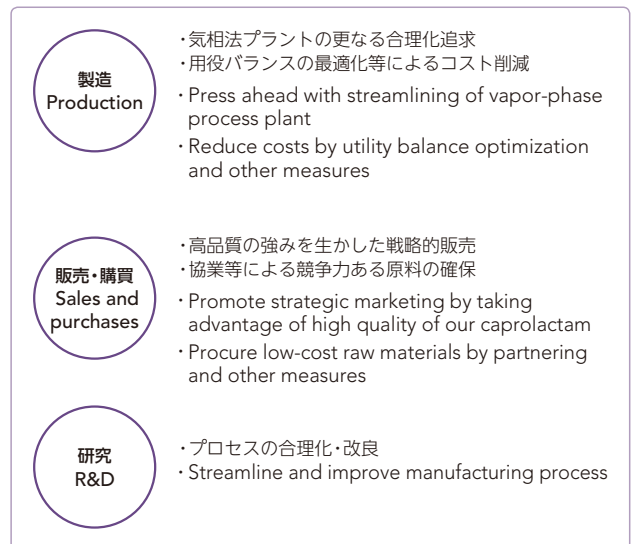 製造
Production
・気相法プラントの更なる合理化追求
・用役バランスの最適化等によるコスト削減
・Press ahead with streamlining of vapor-phase
process plant
・Reduce costs by utility balance optimization
and other measures
販売・購買
Sales and
purchases
・高品質の強みを生かした戦略的販売
・協業等による競争力ある原料の確保
・Promote strategic marketing by taking
advantage of high quality of our caprolactam
・Procure low-cost raw materials by partnering
and other measures
研究
R&D
・プロセスの合理化・改良
・Streamline and improve manufacturing process